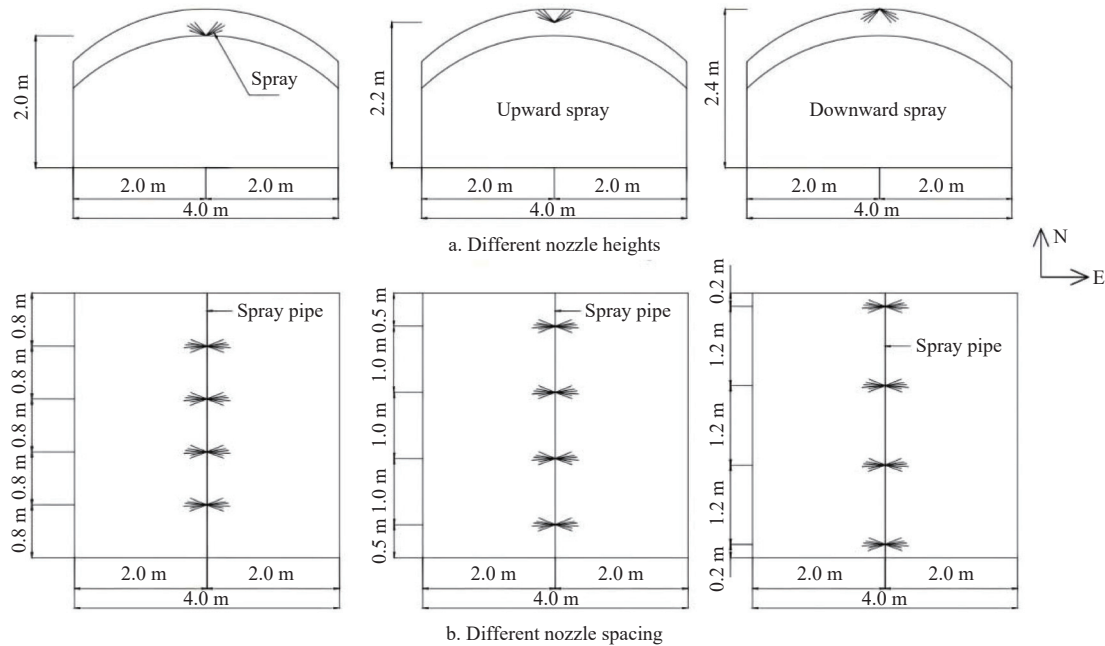 2.0 m
Spray
2.0 m
2.0 m
4.0 m
2.2 m
Upward spray
2.0 m
2.0 m
4.0 m
2.4 m
Downward spray
2.0 m
2.0 m
4.0 m
a. Different nozzle heights
N
E
0.8 m
0.8 m
0.8 m
0.8 m
0.8 m
Spray pipe
2.0 m
2.0 m
4.0 m
0.5 m
1.0 m
1.0 m
1.0 m
0.5 m
Spray pipe
2.0 m
2.0 m
4.0 m
0.2 m
1.2 m
1.2 m
1.2 m
0.2 m
Spray pipe
2.0 m
2.0 m
4.0 m
b. Different nozzle spacing